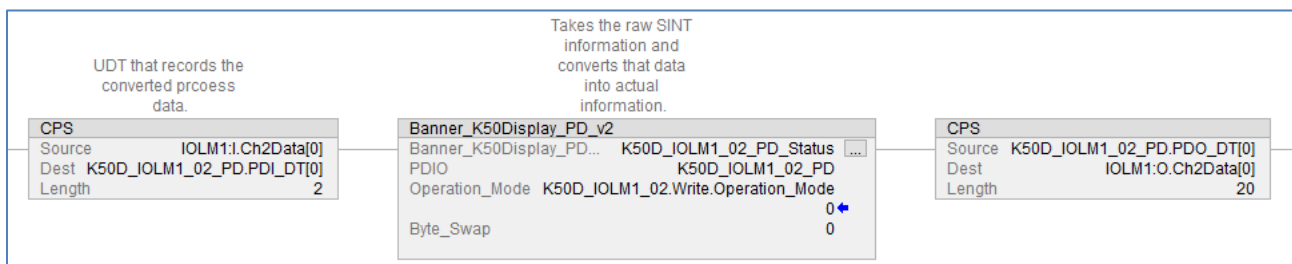 UDT that records the
converted prcoess
data.
CPS
Source IOLM1:I.Ch2Data[0]
Dest K50D_IOLM1_02_PD.PDI_DT[0]
Length 2
Takes the raw SINT
information and
converts that data
into actual
information.
Banner_K50Display_PD_v2
Banner_K50Display_PD... K50D_IOLM1_02_PD_Status ...
PDIO K50D_IOLM1_02_PD
Operation_Mode K50D_IOLM1_02.Write.Operation_Mode
0
Byte_Swap 0
CPS
Source K50D_IOLM1_02_PD.PDO_DT[0]
Dest IOLM1:O.Ch2Data[0]
Length 20